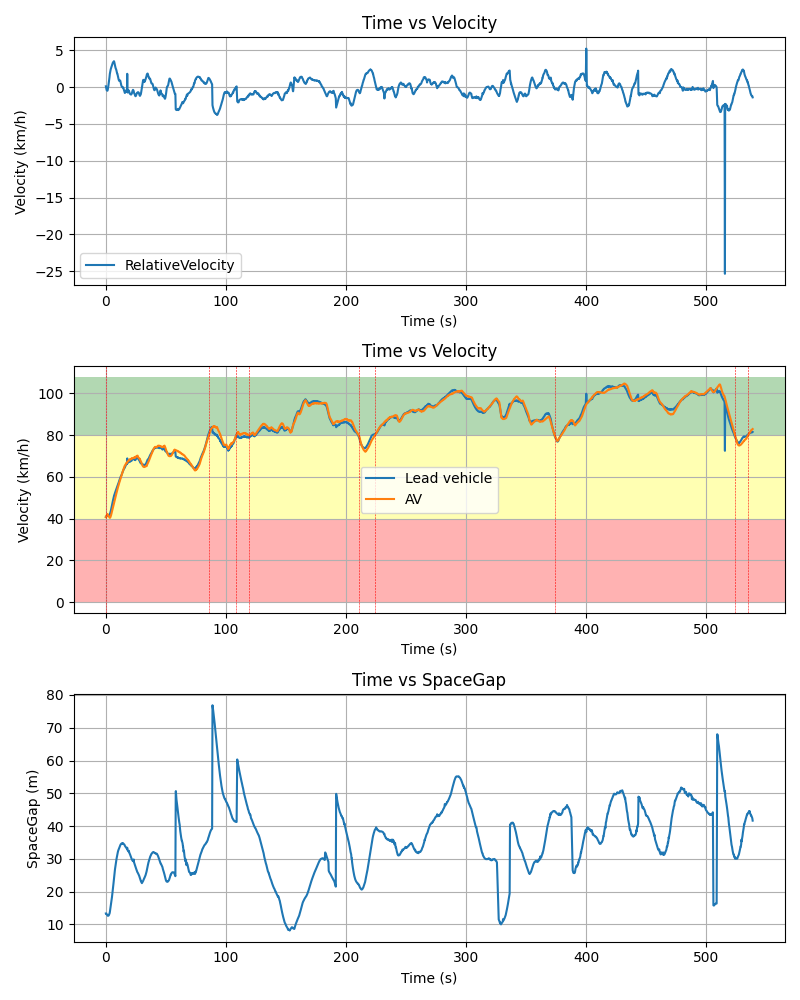 Time vs Velocity
Velocity (km/h)
5
0
−5
−10
−15
−20
−25
RelativeVelocity
0 100 200 300 400 500
Time (s)
Time vs Velocity
Velocity (km/h)
100
80
60
40
20
0
Lead vehicle
AV
0 100 200 300 400 500
Time (s)
Time vs SpaceGap
SpaceGap (m)
80
70
60
50
40
30
20
10
0 100 200 300 400 500
Time (s)